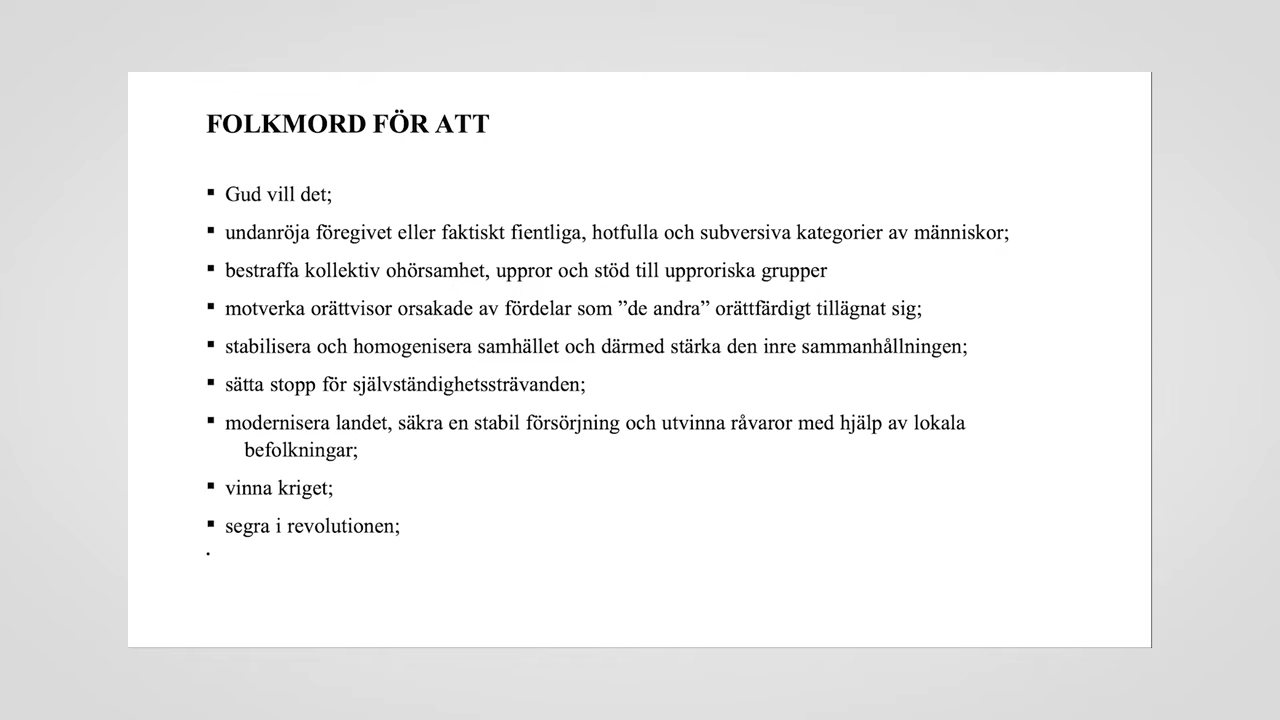 FOLKMORD FÖR ATT
▪ Gud vill det;
▪ undanröja föregivet eller faktiskt fientliga, hotfulla och subversiva kategorier av människor;
▪ bestraffa kollektiv ohörsamhet, uppror och stöd till upproriska grupper
▪ motverka orättvisor orsakade av fördelar som ”de andra” orättfärdigt tillägnat sig;
▪ stabilisera och homogenisera samhället och därmed stärka den inre sammanhållningen;
▪ sätta stopp för självständighetssträvanden;
▪ modernisera landet, säkra en stabil försörjning och utvinna råvaror med hjälp av lokala
befolkningar;
▪ vinna kriget;
▪ segra i revolutionen;
.